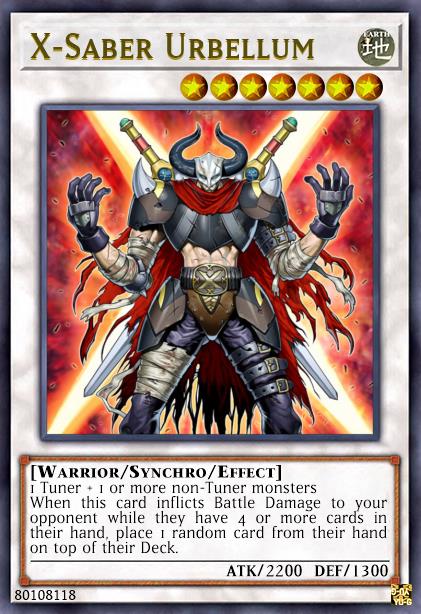 X-Saber Urbellum
EARTH
地
[Warrior/Synchro/Effect]
1 Tuner + 1 or more non-Tuner monsters
When this card inflicts Battle Damage to your
opponent while they have 4 or more cards in
their hand, place 1 random card from their hand
on top of their Deck.
ATK/2200 DEF/1300
80108118